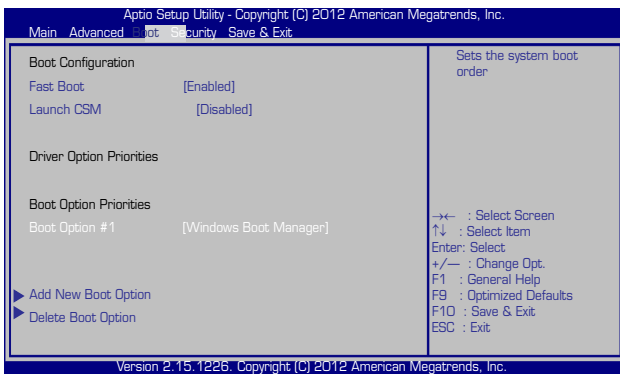 Aptio Setup Utility - Copyright (C) 2012 American Megatrends, Inc.
Main Advanced Boot Security Save & Exit
Boot Configuration
Fast Boot [Enabled]
Launch CSM [Disabled]
Driver Option Priorities
Boot Option Priorities
Boot Option #1 [Windows Boot Manager]
Add New Boot Option
Delete Boot Option
Sets the system boot
order
→← : Select Screen
↑↓ : Select Item
Enter: Select
+/— : Change Opt.
F1 : General Help
F9 : Optimized Defaults
F10 : Save & Exit
ESC : Exit
Version 2.15.1226. Copyright (C) 2012 American Megatrends, Inc.